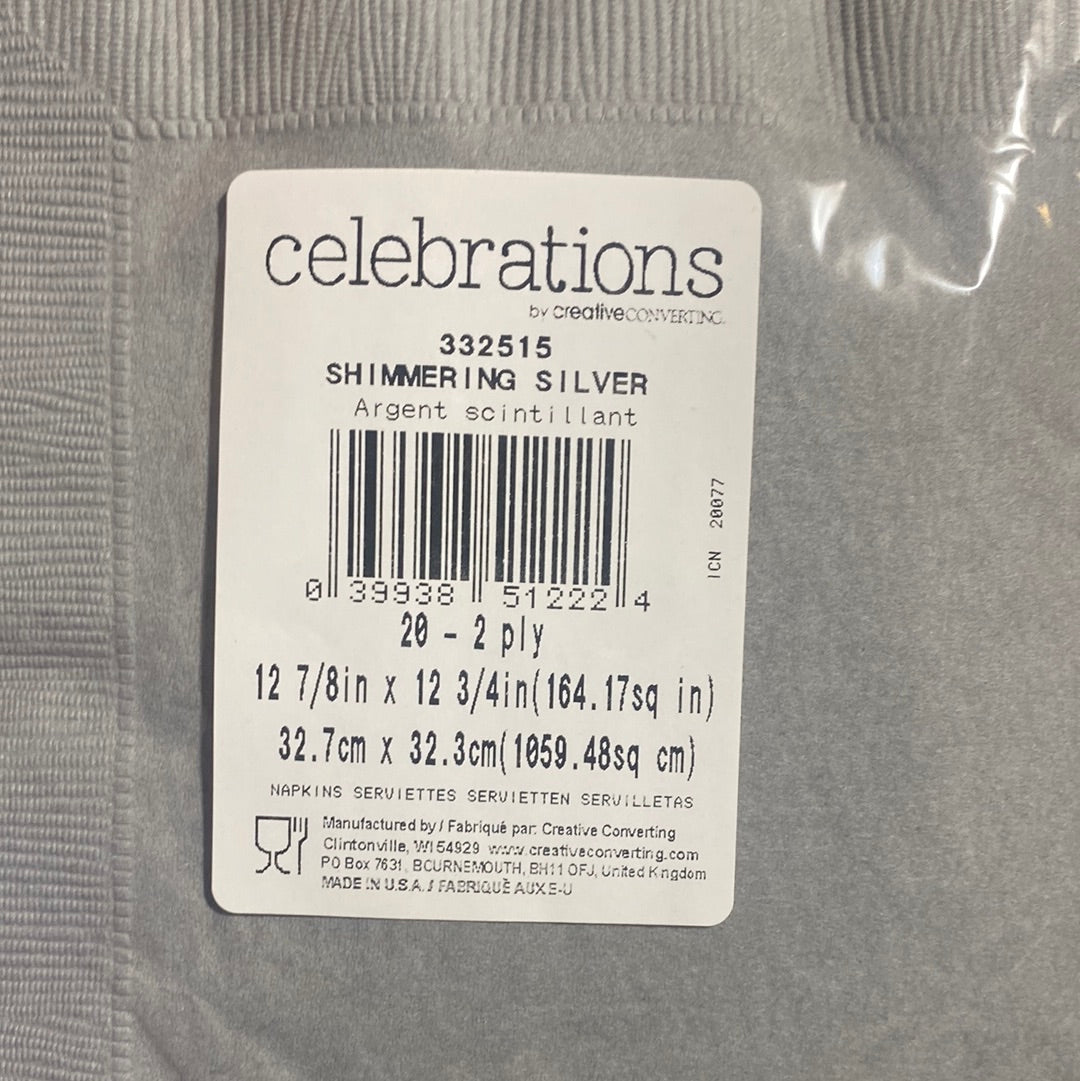 celebrations
by creativeCONVERTING.
332515
SHIMMERING SILVER
Argent scintillant
0 39938 51222 4
ICN 20077
20 - 2 ply
12 7/8in x 12 3/4in(164.17sq in)
32.7cm x 32.3cm(1059.48sq cm)
NAPKINS SERVIETTES SERVIETTEN SERVILLETAS
Manufactured by / Fabriqué par: Creative Converting
Clintonville, WI 54929 www.creativeconverting.com
PO Box 7631, BOURNEMOUTH, BH11 0FJ, United Kingdom
MADE IN U.S.A. / FABRIQUÉ AUX E-U